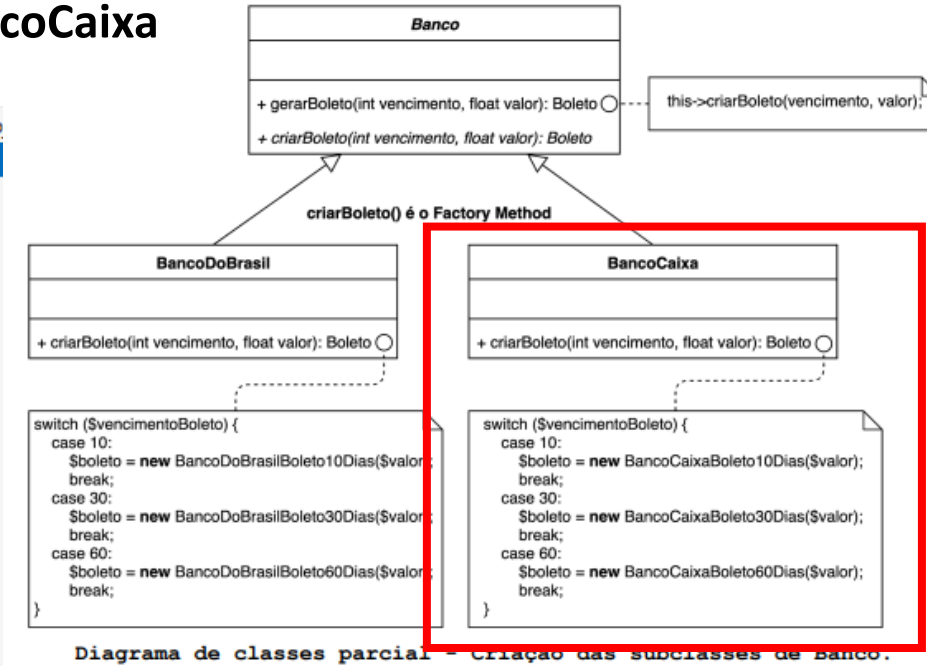 coCaixa
Banco
+ gerarBoleto(int vencimento, float valor): Boleto
this->criarBoleto(vencimento, valor);
+ criarBoleto(int vencimento, float valor): Boleto
criarBoleto() é o Factory Method
BancoDoBrasil
+ criarBoleto(int vencimento, float valor): Boleto
switch ($vencimentoBoleto) {
case 10:
$boleto = new BancoDoBrasilBoleto10Dias($valor);
break;
case 30:
$boleto = new BancoDoBrasilBoleto30Dias($valor
break;
case 60:
$boleto = new BancoDoBrasilBoleto60Dias($valor
break;
}
BancoCaixa
+ criarBoleto(int vencimento, float valor): Boleto
switch ($vencimentoBoleto) {
case 10:
$boleto = new BancoCaixaBoleto10Dias($valor);
break;
case 30:
$boleto = new BancoCaixaBoleto30Dias($valor);
break;
case 60:
$boleto = new BancoCaixaBoleto60Dias($valor);
break;
}
Diagrama de classes parcial - Criação das subclasses de Banco.